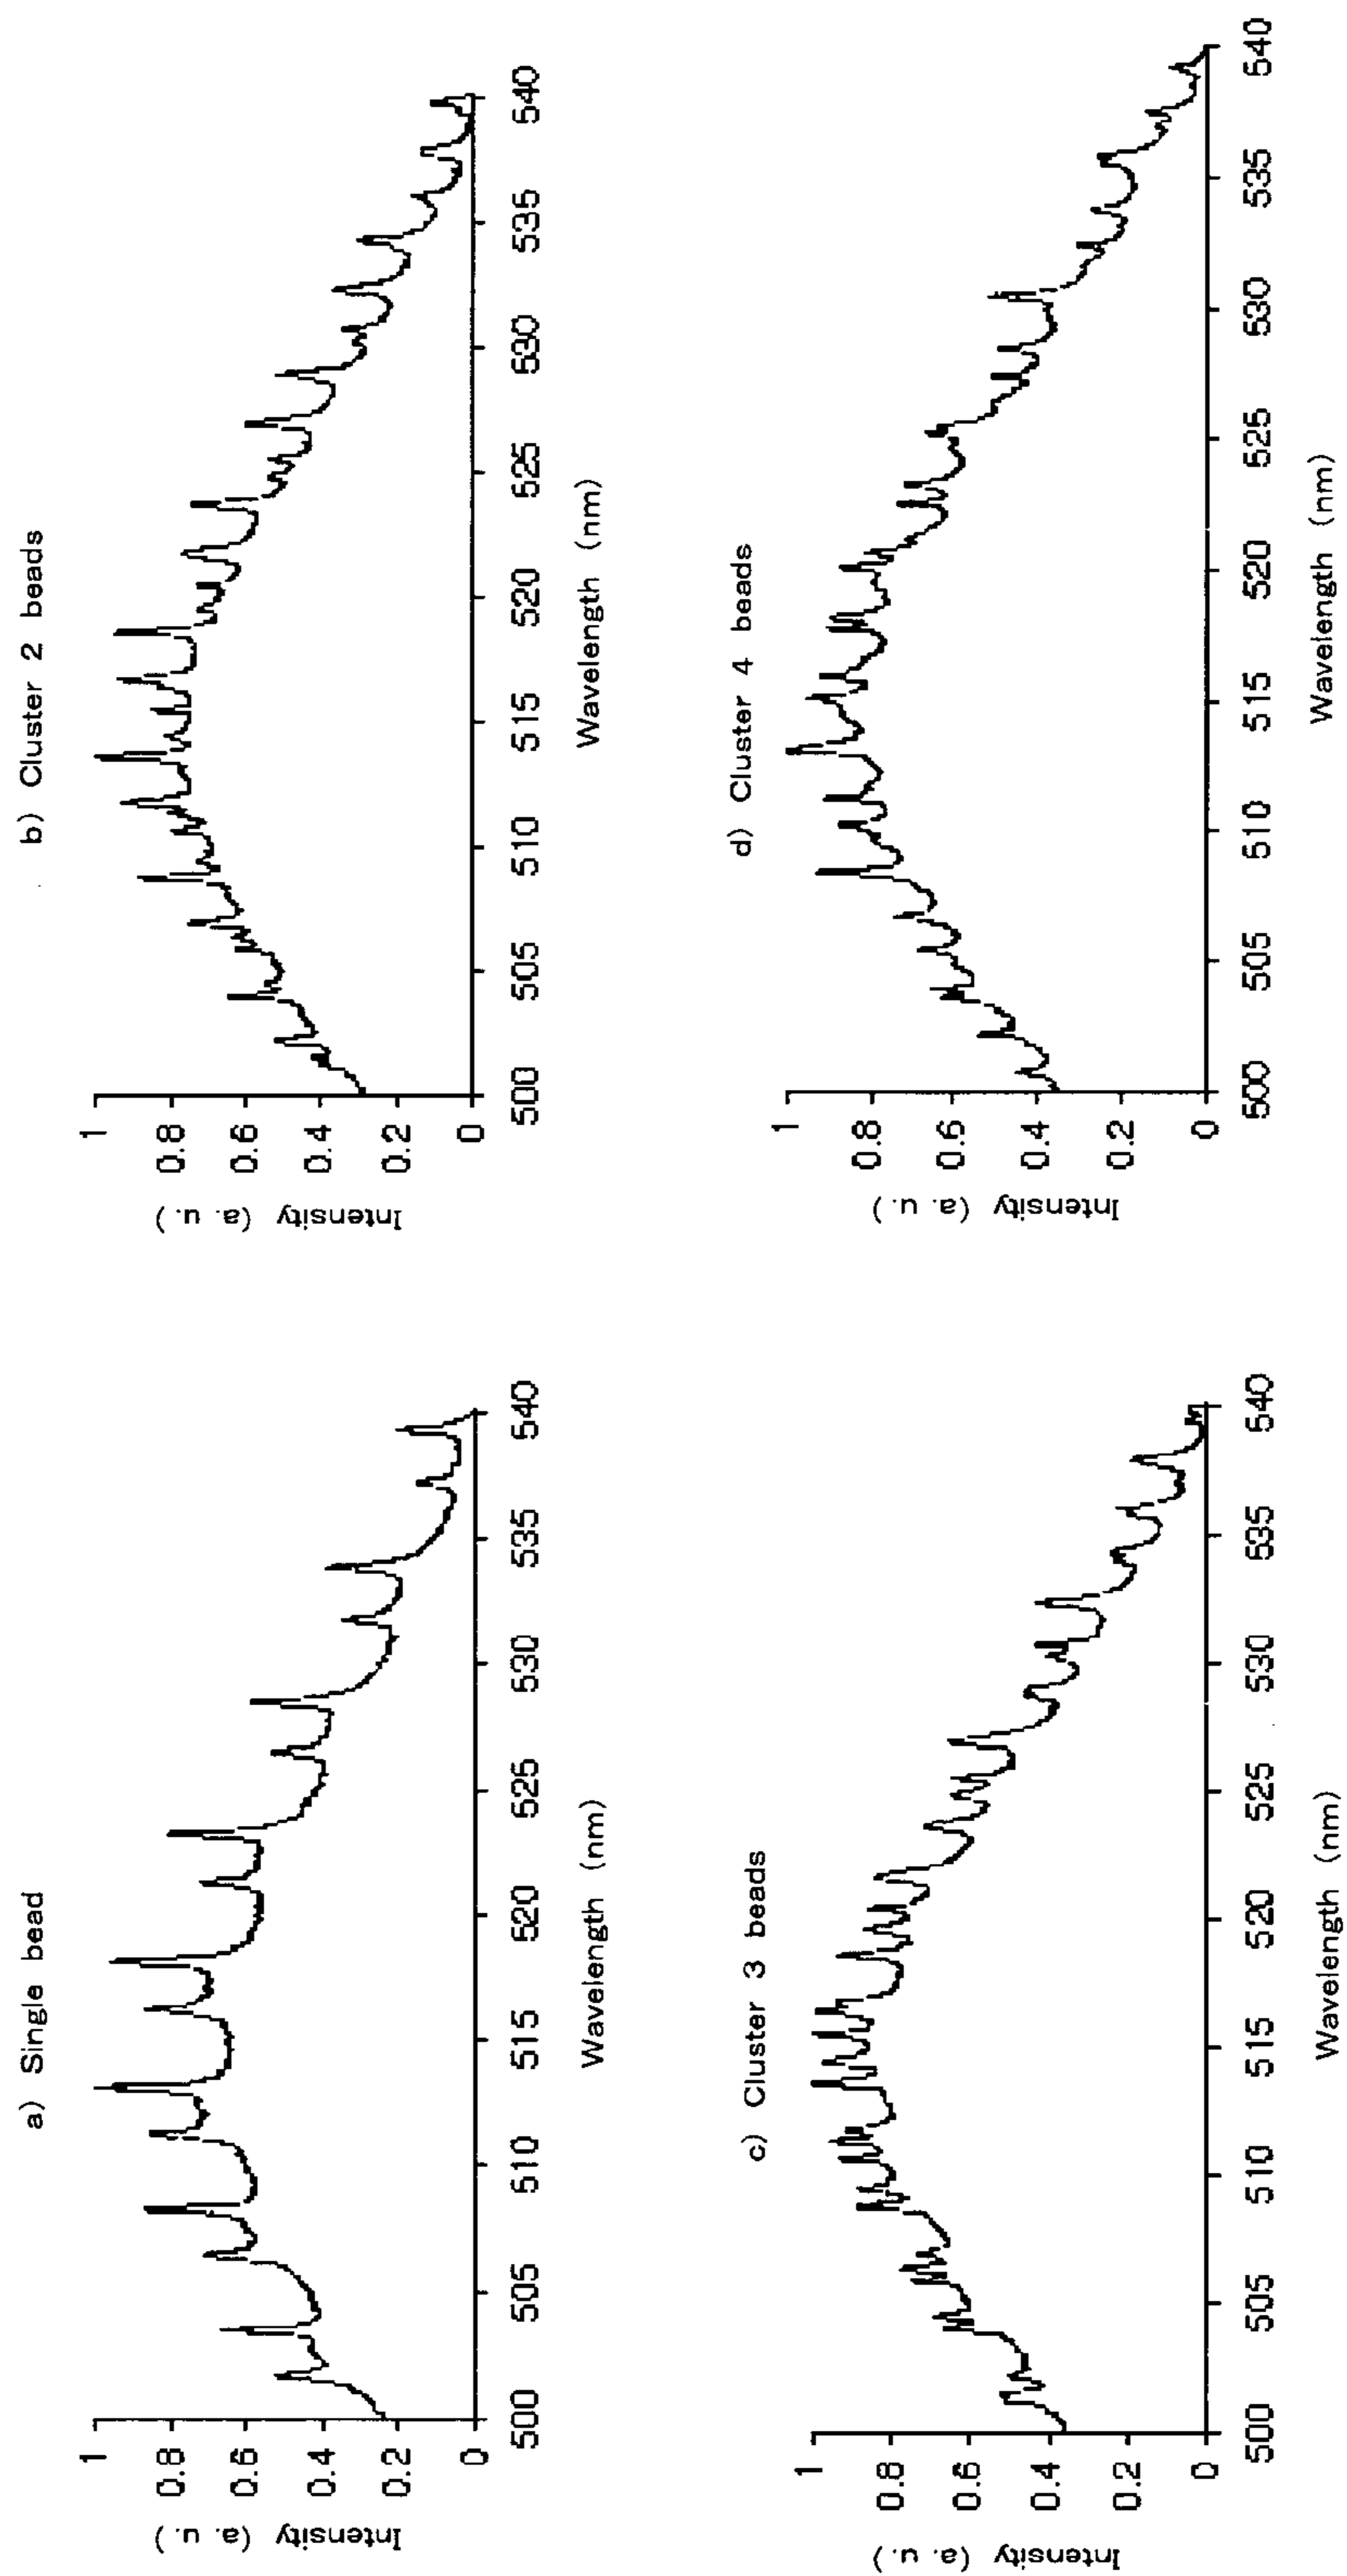 a) Single bead
Intensity (a. u.)
1
0.8
0.6
0.4
0.2
0
500 505 510 515 520 525 530 535 540
Wavelength (nm)
b) Cluster 2 beads
Intensity (a. u.)
1
0.8
0.6
0.4
0.2
0
500 505 510 515 520 525 530 535 540
Wavelength (nm)
c) Cluster 3 beads
Intensity (a. u.)
1
0.8
0.6
0.4
0.2
0
500 505 510 515 520 525 530 535 540
Wavelength (nm)
d) Cluster 4 beads
Intensity (a. u.)
1
0.8
0.6
0.4
0.2
0
500 505 510 515 520 525 530 535 540
Wavelength (nm)